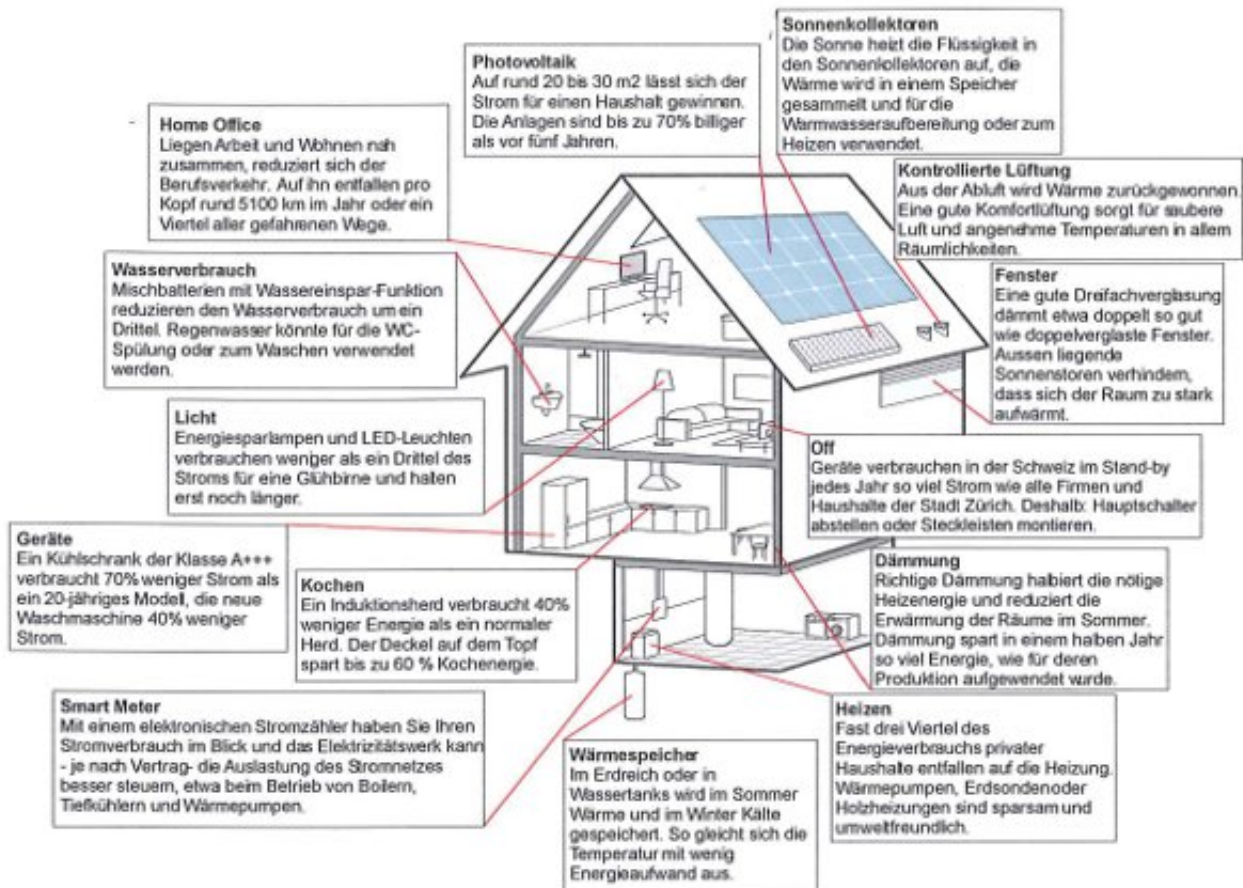 Sonnenkollektoren
Die Sonne heizt die Flüssigkeit in
den Sonnenkollektoren auf, die
Wärme wird in einem Speicher
gesammelt und für die
Warmwasseraufbereitung oder zum
Heizen verwendet.
Photovoltaik
Auf rund 20 bis 30 m2 lässt sich der
Strom für einen Haushalt gewinnen.
Die Anlagen sind bis zu 70% billiger
als vor fünf Jahren.
Home Office
Liegen Arbeit und Wohnen nah
zusammen, reduziert sich der
Berufsverkehr. Auf ihn entfallen pro
Kopf rund 5100 km im Jahr oder ein
Viertel aller gefahrenen Wege.
Kontrollierte Lüftung
Aus der Abluft wird Wärme zurückgewonnen.
Eine gute Komfortlüftung sorgt für saubere
Luft und angenehme Temperaturen in allem
Räumlichkeiten.
Wasserverbrauch
Mischbatterien mit Wassereinspar-Funktion
reduzieren den Wasserverbrauch um ein
Drittel. Regenwasser könnte für die WC-
Spülung oder zum Waschen verwendet
werden.
Fenster
Eine gute Dreifachverglasung
dämmt etwa doppelt so gut
wie doppelverglaste Fenster.
Aussen liegende
Sonnenstoren verhindern,
dass sich der Raum zu stark
aufwärmt.
Licht
Energiesparlampen und LED-Leuchten
verbrauchen weniger als ein Drittel des
Stroms für eine Glühbirne und halten
erst noch länger.
Off
Geräte verbrauchen in der Schweiz im Stand-by
jedes Jahr so viel Strom wie alle Firmen und
Haushalte der Stadt Zürich. Deshalb: Hauptschalter
abstellen oder Steckleisten montieren.
Geräte
Ein Kühlschrank der Klasse A+++
verbraucht 70% weniger Strom als
ein 20-jähriges Modell, die neue
Waschmaschine 40% weniger
Strom.
Kochen
Ein Induktionsherd verbraucht 40%
weniger Energie als ein normaler
Herd. Der Deckel auf dem Topf
spart bis zu 60 % Kochenergie.
Dämmung
Richtige Dämmung halbiert die nötige
Heizenergie und reduziert die
Erwärmung der Räume im Sommer.
Dämmung spart in einem halben Jahr
so viel Energie, wie für deren
Produktion aufgewendet wurde.
Smart Meter
Mit einem elektronischen Stromzähler haben Sie Ihren
Stromverbrauch im Blick und das Elektrizitätswerk kann
- je nach Vertrag- die Auslastung des Stromnetzes
besser steuern, etwa beim Betrieb von Boilern,
Tiefkühlern und Wärmepumpen.
Wärmespeicher
Im Erdreich oder in
Wassertanks wird im Sommer
Wärme und im Winter Kälte
gespeichert. So gleicht sich die
Temperatur mit wenig
Energieaufwand aus.
Heizen
Fast drei Viertel des
Energieverbrauchs privater
Haushalte entfallen auf die Heizung.
Wärmepumpen, Erdsondenoder
Holzheizungen sind sparsam und
umweltfreundlich.